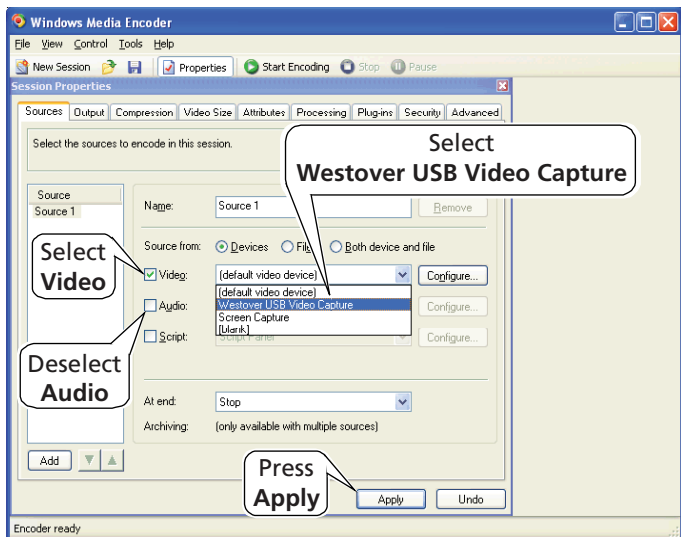 Windows Media Encoder
File View Control Tools Help
New Session Properties Start Encoding Stop Pause
Session Properties
Sources Output Compression Video Size Attributes Processing Plug-ins Security Advanced
Select the sources to encode in this session.
Select
Westover USB Video Capture
Source
Source 1
Name: Source 1 Remove
Source from: Devices File Both device and file
Select
Video
Video: (default video device) Configure...
(default video device)
Westover USB Video Capture
Screen Capture
[blank]
Audio: Configure...
Script: Script Panel Configure...
Deselect
Audio
At end: Stop
Archiving: (only available with multiple sources)
Add
Press
Apply
Apply Undo
Encoder ready